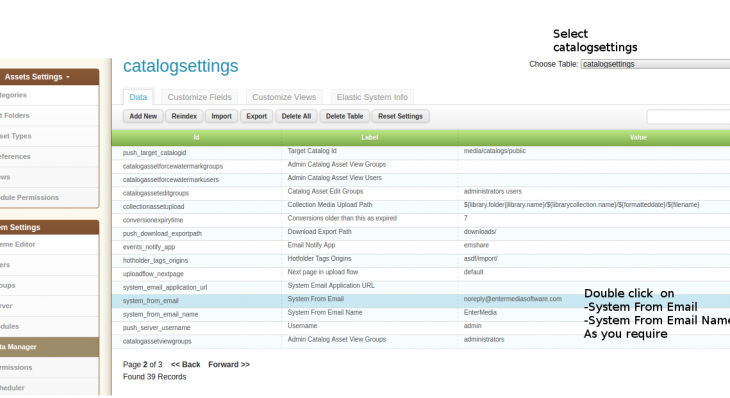 Select
catalogsettings
catalogsettings
Choose Table: catalogsettings
Assets Settings
Data Customize Fields Customize Views Elastic System Info
Add New Reindex Import Export Delete All Delete Table Reset Settings
Id Label Value
push_target_catalogid Target Catalog Id media/catalogs/public
catalogassetforcewatermarkgroups Admin Catalog Asset View Groups
catalogassetforcewatermarkusers Admin Catalog Asset View Users
catalogasseteditgroups Catalog Asset Edit Groups administrators users
collectionassetupload Collection Media Upload Path ${library.folder||library.name}/${librarycollection.name}/${formatteddate}/${filename}
conversionexpirytime Conversions older than this as expired 7
push_download_exportpath Download Export Path downloads/
events_notify_app Email Notify App emshare
hotholder_tags_origins Hotfolder Tags Origins asdf/import/
uploadflow_nextpage Next page in upload flow default
system_email_application_url System Email Application URL
system_from_email System From Email noreply@entermediasoftware.com
system_from_email_name System From Email Name EnterMedia
push_server_username Username admin
catalogassetviewgroups Admin Catalog Asset View Groups administrators
Double click on
-System From Email
-System From Email Name
As you require
Page 2 of 3 << Back Forward >>
Found 39 Records
tegories
t Folders
set Types
eferences
ews
dule Permissions
m Settings
eme Editor
ers
oups
rver
dules
ta Manager
rmissions
heduler